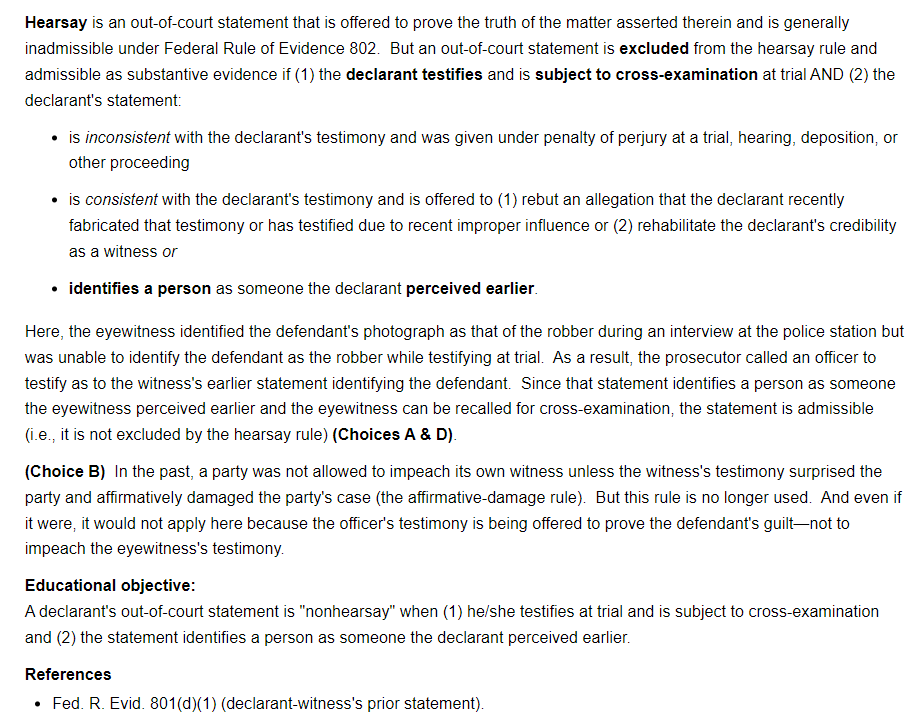 Hearsay is an out-of-court statement that is offered to prove the truth of the matter asserted therein and is generally
inadmissible under Federal Rule of Evidence 802.  But an out-of-court statement is excluded from the hearsay rule and
admissible as substantive evidence if (1) the declarant testifies and is subject to cross-examination at trial AND (2) the
declarant's statement:
• is inconsistent with the declarant's testimony and was given under penalty of perjury at a trial, hearing, deposition, or
other proceeding
• is consistent with the declarant's testimony and is offered to (1) rebut an allegation that the declarant recently
fabricated that testimony or has testified due to recent improper influence or (2) rehabilitate the declarant's credibility
as a witness or
• identifies a person as someone the declarant perceived earlier.
Here, the eyewitness identified the defendant's photograph as that of the robber during an interview at the police station but
was unable to identify the defendant as the robber while testifying at trial.  As a result, the prosecutor called an officer to
testify as to the witness's earlier statement identifying the defendant.  Since that statement identifies a person as someone
the eyewitness perceived earlier and the eyewitness can be recalled for cross-examination, the statement is admissible
(i.e., it is not excluded by the hearsay rule) (Choices A & D).
(Choice B)  In the past, a party was not allowed to impeach its own witness unless the witness's testimony surprised the
party and affirmatively damaged the party's case (the affirmative-damage rule).  But this rule is no longer used.  And even if
it were, it would not apply here because the officer's testimony is being offered to prove the defendant's guilt—not to
impeach the eyewitness's testimony.
Educational objective:
A declarant's out-of-court statement is "nonhearsay" when (1) he/she testifies at trial and is subject to cross-examination
and (2) the statement identifies a person as someone the declarant perceived earlier.
References
• Fed. R. Evid. 801(d)(1) (declarant-witness's prior statement).